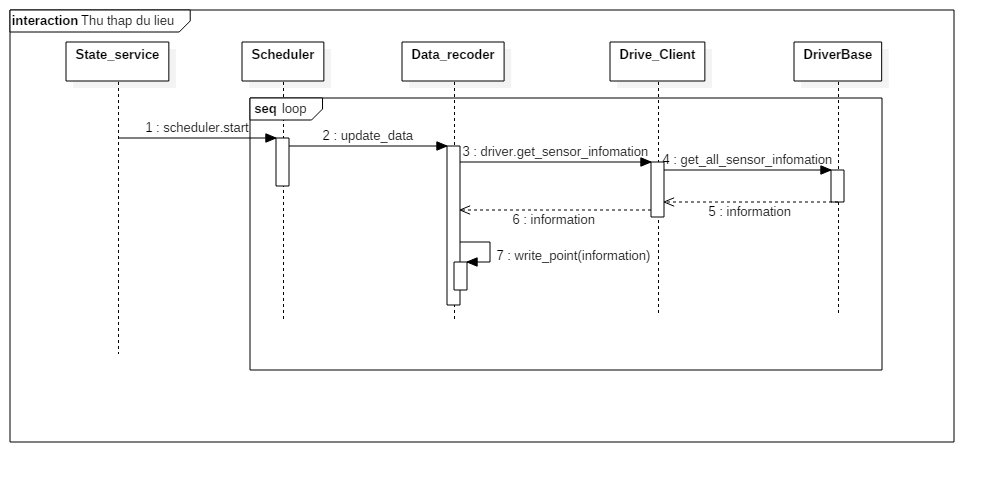 interaction Thu thap du lieu
State_service
Scheduler
Data_recoder
Drive_Client
DriverBase
seq loop
1 : scheduler.start
2 : update_data
3 : driver.get_sensor_infomation
4 : get_all_sensor_infomation
5 : information
6 : information
7 : write_point(information)